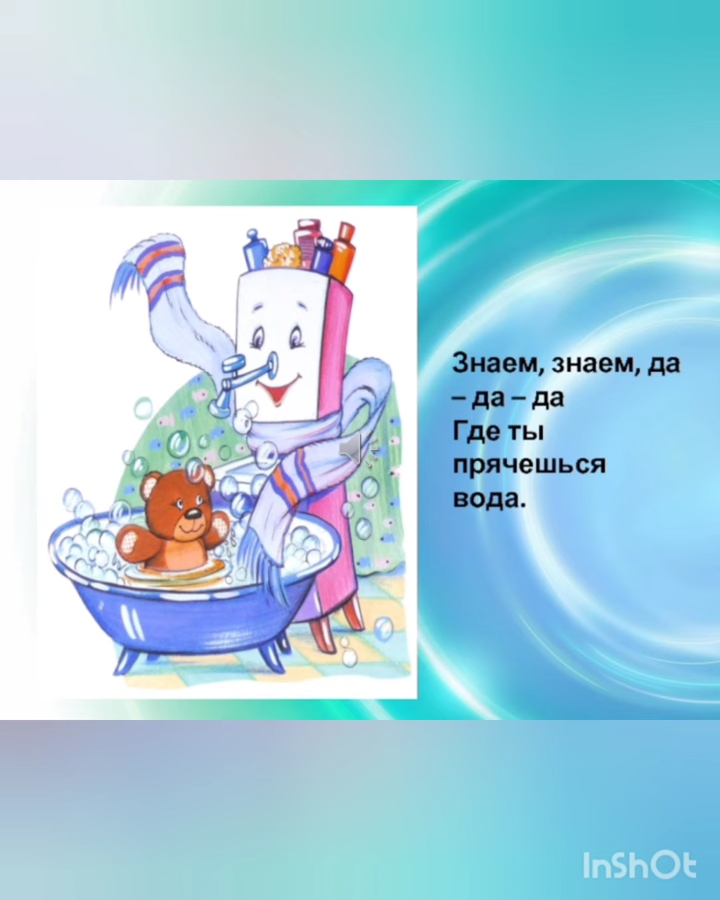 Знаем, знаем, да
– да – да
Где ты
прячешься
вода.
InShOt